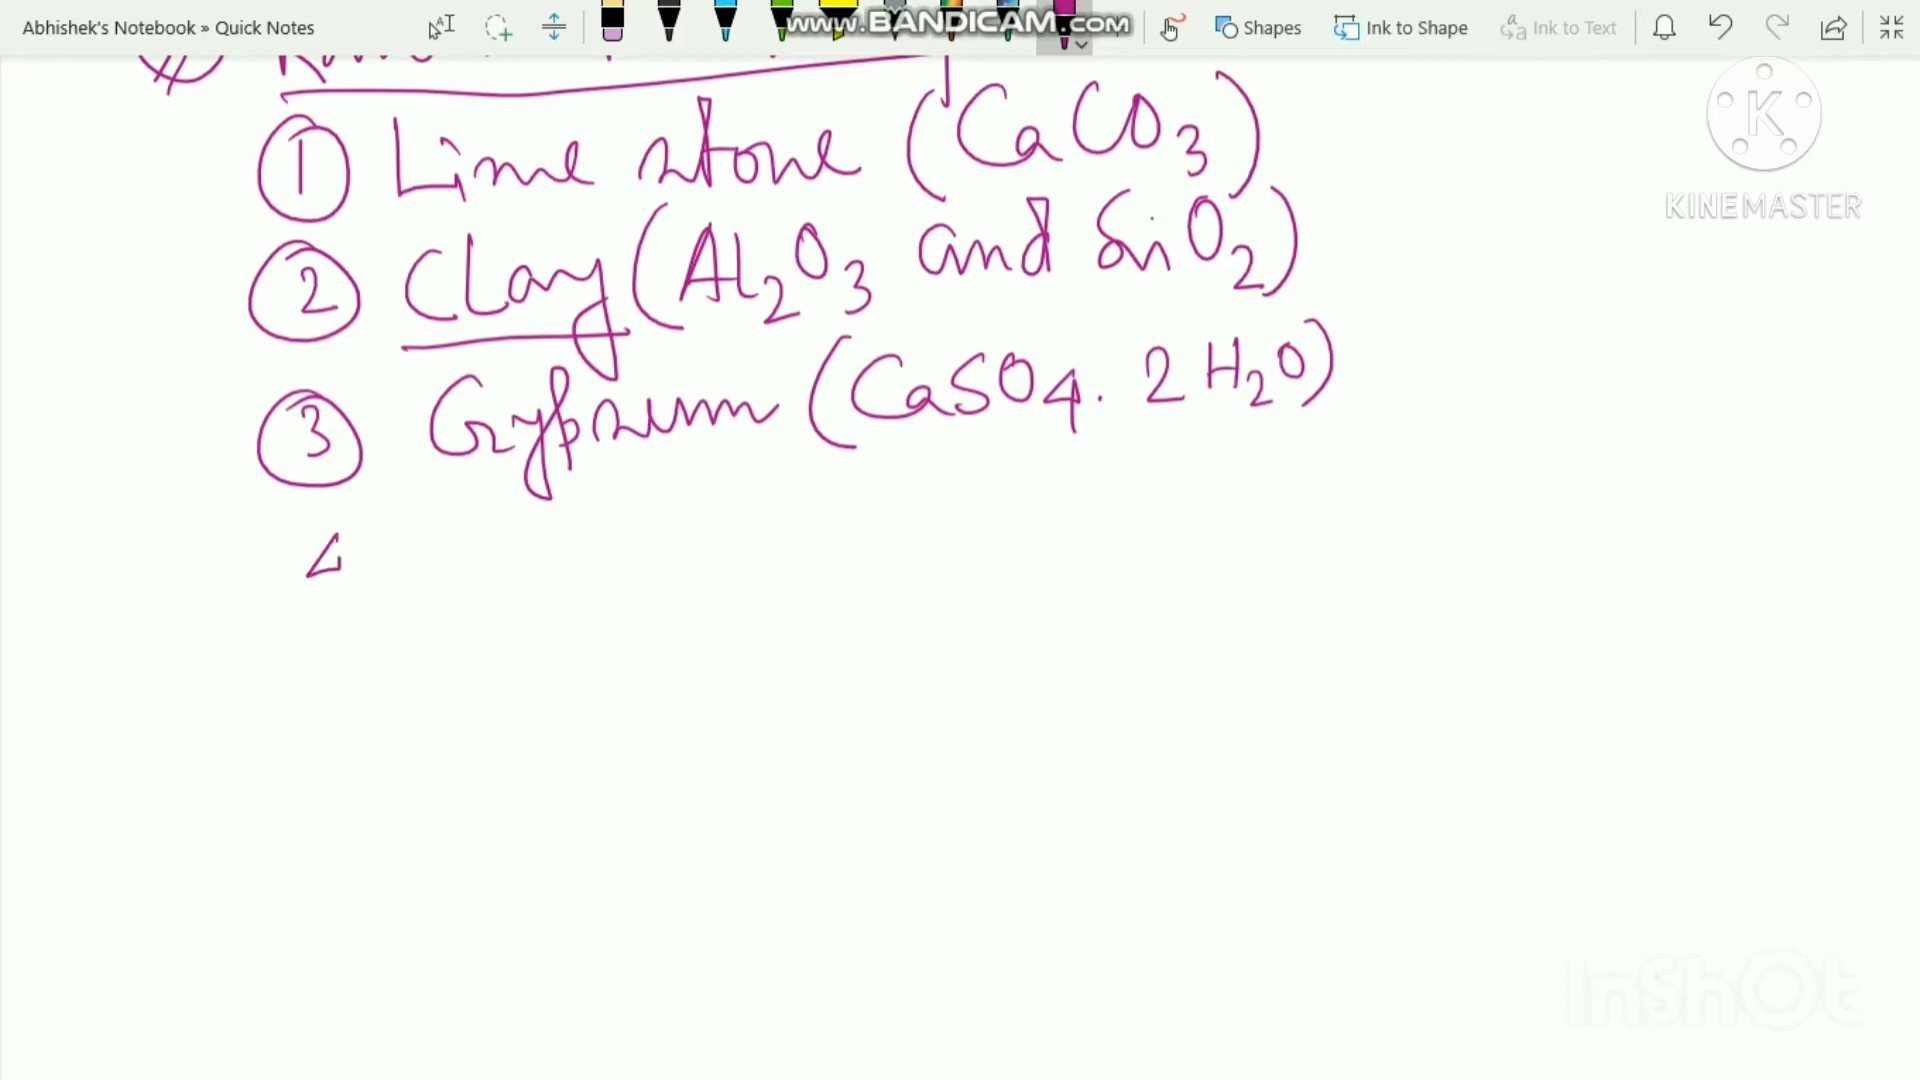 Abhishek's Notebook » Quick Notes
www.BANDICAM.com
Shapes
Ink to Shape
Ink to Text
K
KINEMASTER
① Lime stone (CaCO₃)
② Clay (Al₂O₃ and SiO₂)
③ Gypsum (CaSO₄. 2H₂O)
4
InShOt